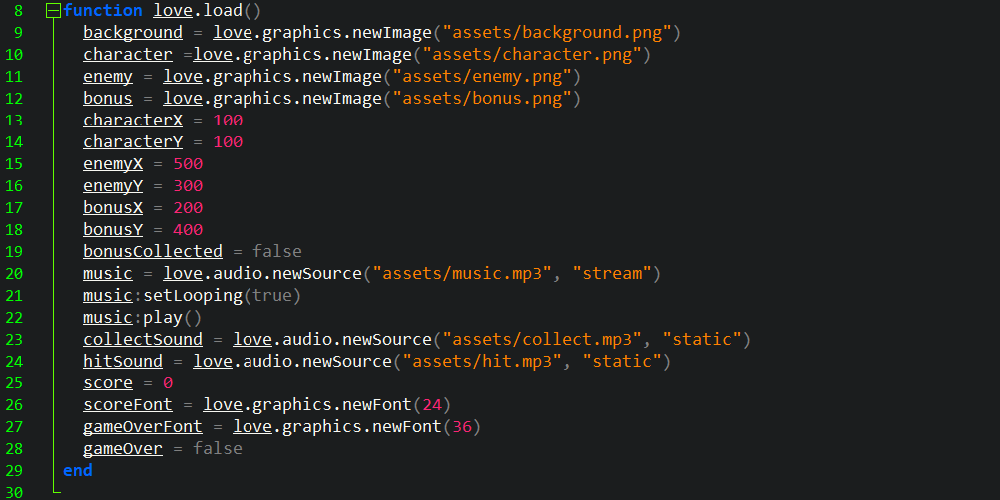 8 function love.load()
9 background = love.graphics.newImage("assets/background.png")
10 character =love.graphics.newImage("assets/character.png")
11 enemy = love.graphics.newImage("assets/enemy.png")
12 bonus = love.graphics.newImage("assets/bonus.png")
13 characterX = 100
14 characterY = 100
15 enemyX = 500
16 enemyY = 300
17 bonusX = 200
18 bonusY = 400
19 bonusCollected = false
20 music = love.audio.newSource("assets/music.mp3", "stream")
21 music:setLooping(true)
22 music:play()
23 collectSound = love.audio.newSource("assets/collect.mp3", "static")
24 hitSound = love.audio.newSource("assets/hit.mp3", "static")
25 score = 0
26 scoreFont = love.graphics.newFont(24)
27 gameOverFont = love.graphics.newFont(36)
28 gameOver = false
29 end
30